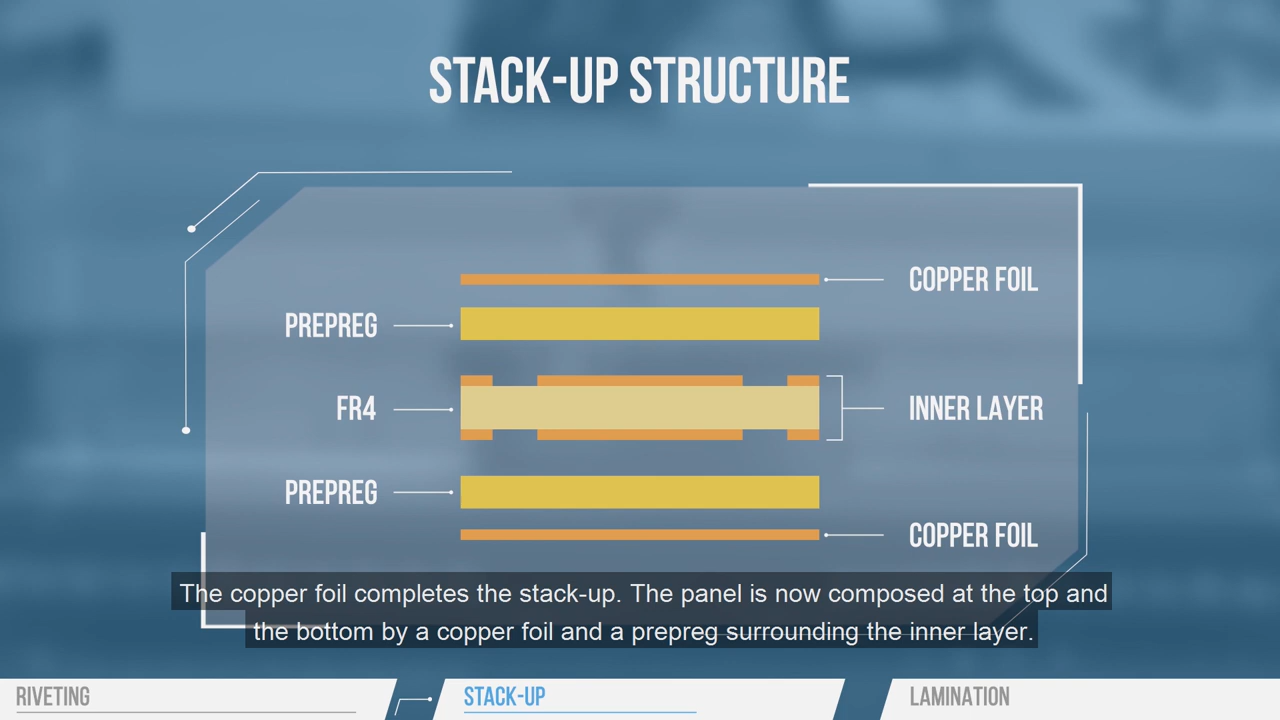 STACK-UP STRUCTURE
COPPER FOIL
PREPREG
FR4
INNER LAYER
PREPREG
COPPER FOIL
The copper foil completes the stack-up. The panel is now composed at the top and
the bottom by a copper foil and a prepreg surrounding the inner layer.
RIVETING
STACK-UP
LAMINATION